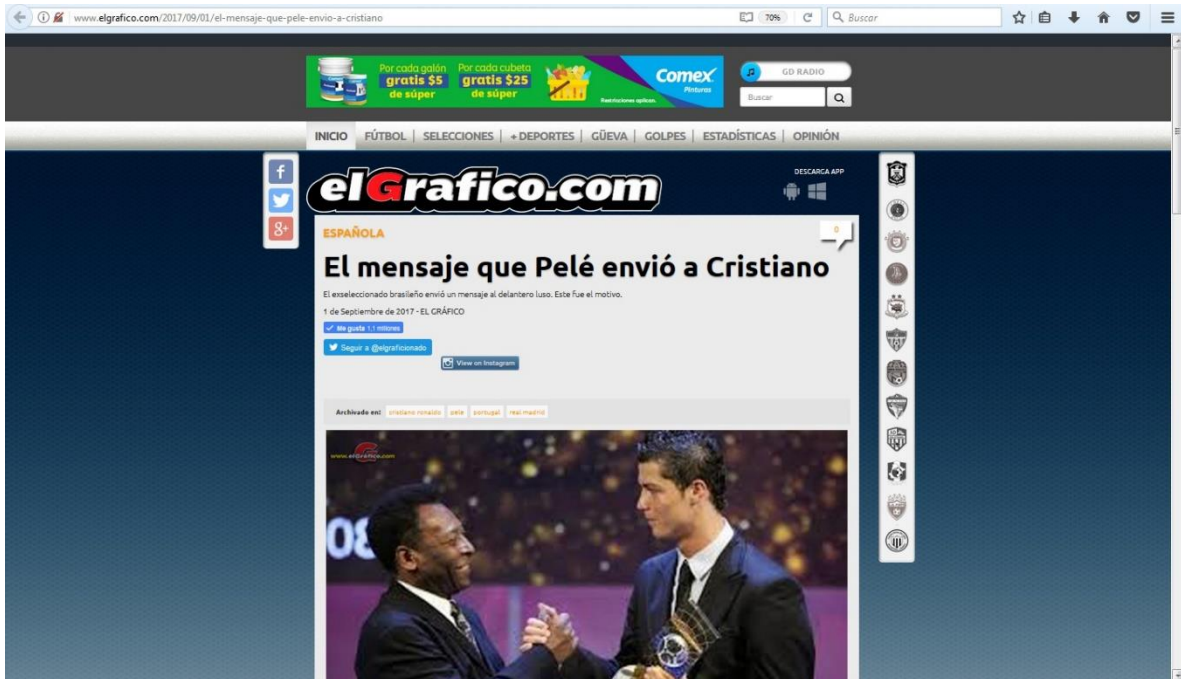 www.elgrafico.com/2017/09/01/el-mensaje-que-pele-envio-a-cristiano
70%
Buscar
Por cada galón
gratis $5
de súper
Por cada cubeta
gratis $25
de súper
Restricciones aplican.
Comex
Pinturas
GD RADIO
Buscar
INICIO FÚTBOL | SELECCIONES | + DEPORTES | GÜEVA | GOLPES | ESTADÍSTICAS | OPINIÓN
f
8+
elGrafico.com
DESCARGA APP
ESPAÑOLA
0
El mensaje que Pelé envió a Cristiano
El exseleccionado brasileño envió un mensaje al delantero luso. Este fue el motivo.
1 de Septiembre de 2017 - EL GRÁFICO
Me gusta 1,1 millones
Seguir a @elgraficionado
View on Instagram
Archivado en: cristiano ronaldo pele portugal real madrid
www.elGrafico.com
08